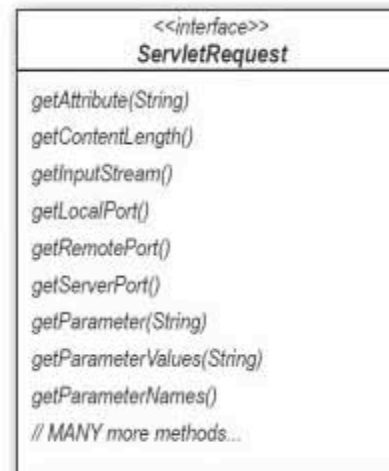 <<interface>>
ServletRequest
getAttribute(String)
getContentLength()
getInputStream()
getLocalPort()
getRemotePort()
getServerPort()
getParameter(String)
getParameterValues(String)
getParameterNames()
// MANY more methods...